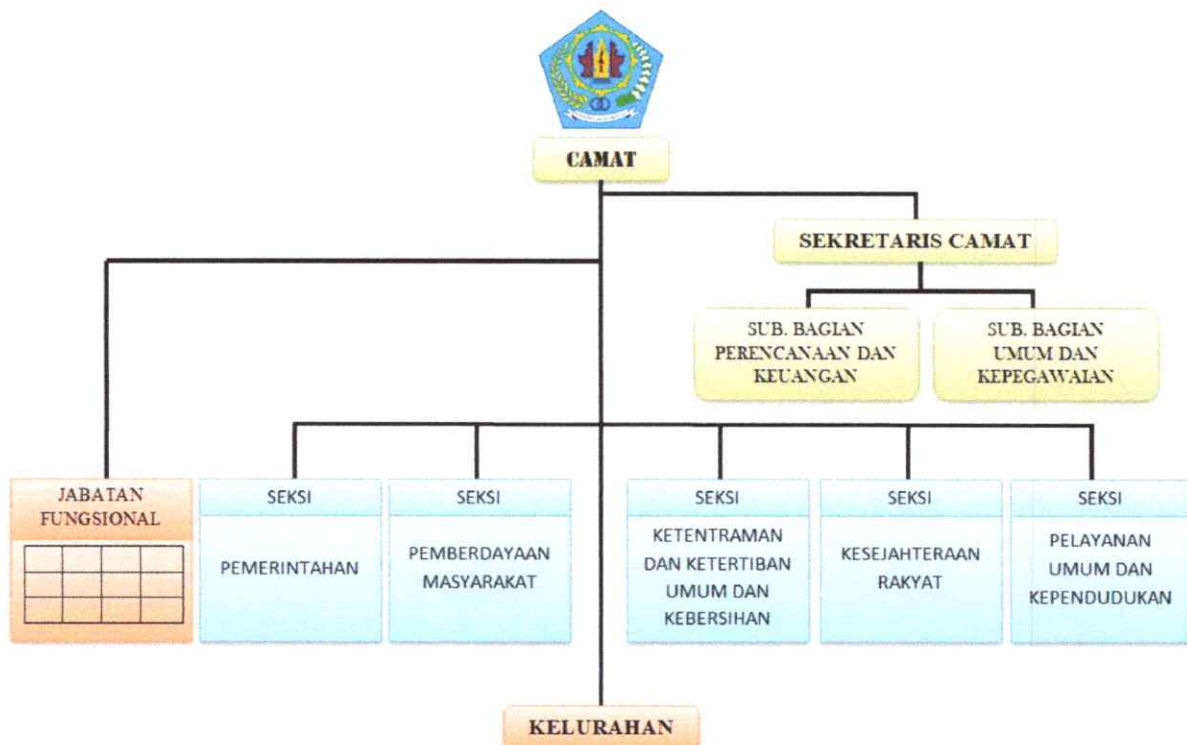 CAMAT
SEKRETARIS CAMAT
SUB. BAGIAN
PERENCANAAN DAN
KEUANGAN
SUB. BAGIAN
UMUM DAN
KEPEGAWAIAN
JABATAN
FUNGSIONAL
SEKSI
PEMERINTAHAN
SEKSI
PEMBERDAYAAN
MASYARAKAT
SEKSI
KETENTRAMAN
DAN KETERTIBAN
UMUM DAN
KEBERSIHAN
SEKSI
KESEJAHTERAAN
RAKYAT
SEKSI
PELAYANAN
UMUM DAN
KEPENDUDUKAN
KELURAHAN